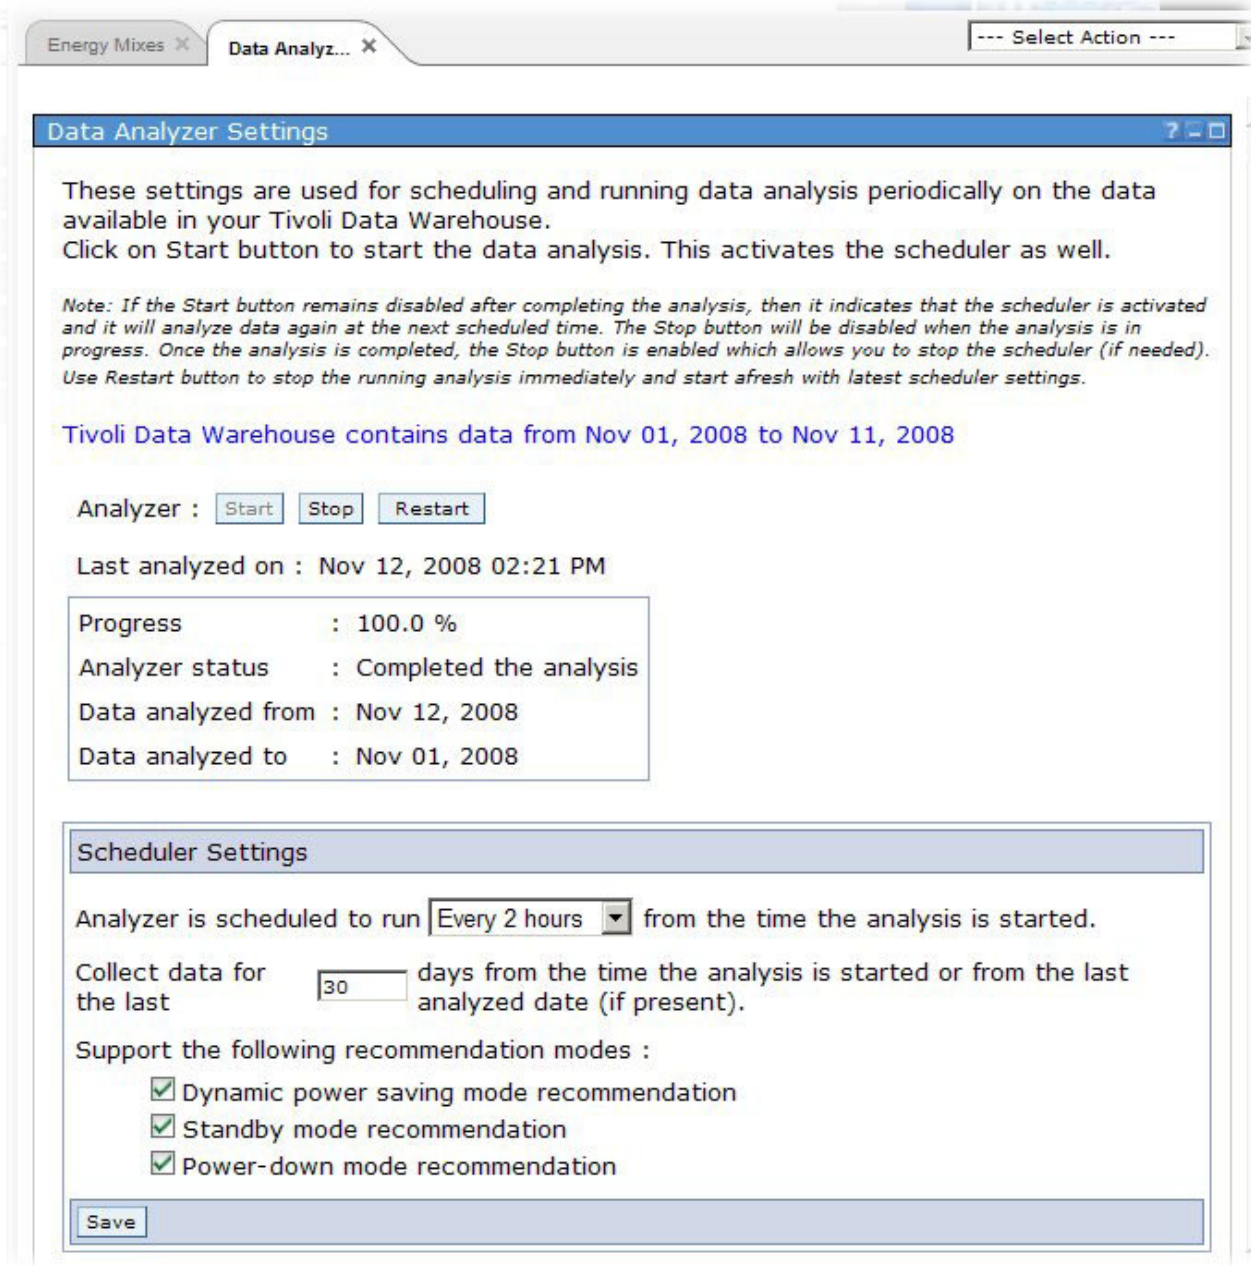 Energy Mixes
Data Analyz...
--- Select Action ---
Data Analyzer Settings
These settings are used for scheduling and running data analysis periodically on the data
available in your Tivoli Data Warehouse.
Click on Start button to start the data analysis. This activates the scheduler as well.
Note: If the Start button remains disabled after completing the analysis, then it indicates that the scheduler is activated
and it will analyze data again at the next scheduled time. The Stop button will be disabled when the analysis is in
progress. Once the analysis is completed, the Stop button is enabled which allows you to stop the scheduler (if needed).
Use Restart button to stop the running analysis immediately and start afresh with latest scheduler settings.
Tivoli Data Warehouse contains data from Nov 01, 2008 to Nov 11, 2008
Analyzer : Start Stop Restart
Last analyzed on : Nov 12, 2008 02:21 PM
Progress : 100.0 %
Analyzer status : Completed the analysis
Data analyzed from : Nov 12, 2008
Data analyzed to : Nov 01, 2008
Scheduler Settings
Analyzer is scheduled to run Every 2 hours from the time the analysis is started.
Collect data for
the last
30
days from the time the analysis is started or from the last
analyzed date (if present).
Support the following recommendation modes :
Dynamic power saving mode recommendation
Standby mode recommendation
Power-down mode recommendation
Save